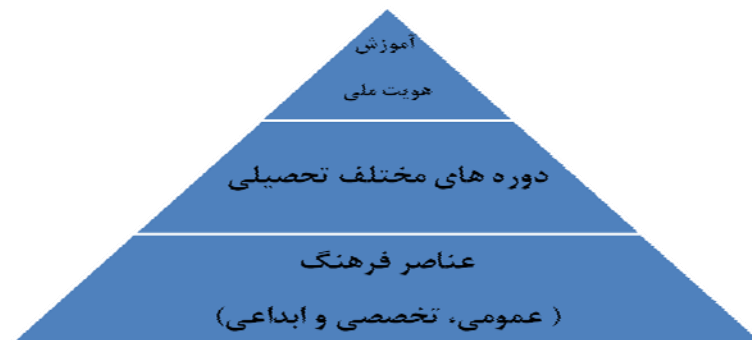 آموزش
هویت ملی
دوره های مختلف تحصیلی
عناصر فرهنگ
( عمومی، تخصصی و ابداعی)